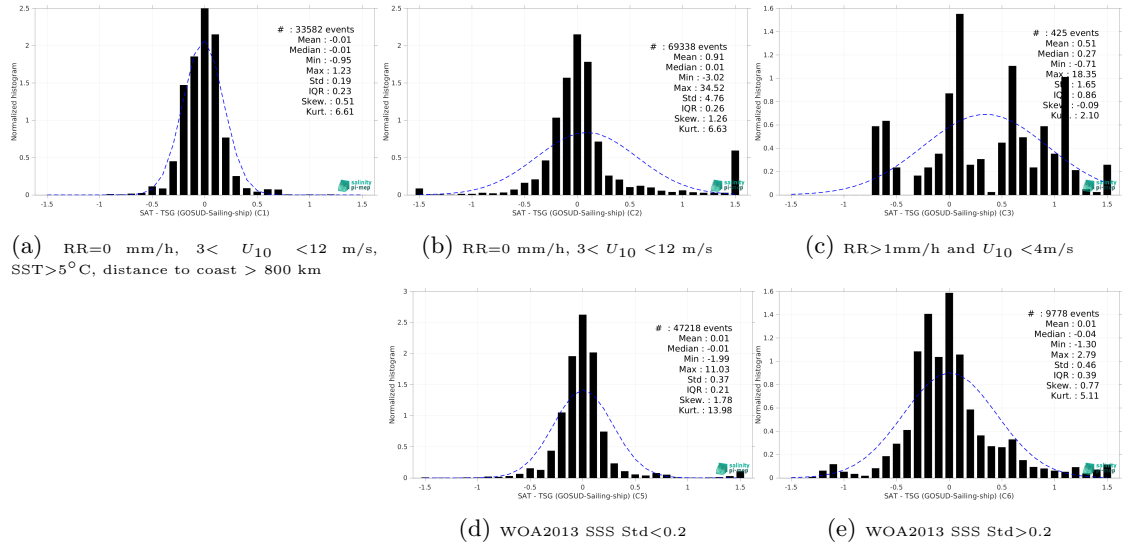 2.5
2
1.5
1
0.5
0
Normalized histogram
# : 33582 events
Mean : -0.01
Median : -0.01
Min : -0.95
Max : 1.23
Std : 0.19
IQR : 0.23
Skew. : 0.51
Kurt. : 6.61
salinity
pi-mep
-1.5 -1 -0.5 0 0.5 1 1.5
SAT - TSG (GOSUD-Sailing-ship) (C1)
(a) RR=0 mm/h, 3< U10 <12 m/s,
SST>5°C, distance to coast > 800 km
2.5
2
1.5
1
0.5
0
Normalized histogram
# : 69338 events
Mean : 0.91
Median : 0.01
Min : -3.02
Max : 34.52
Std : 4.76
IQR : 0.26
Skew. : 1.26
Kurt. : 6.63
salinity
pi-mep
-1.5 -1 -0.5 0 0.5 1 1.5
SAT - TSG (GOSUD-Sailing-ship) (C2)
(b) RR=0 mm/h, 3< U10 <12 m/s
1.6
1.4
1.2
1
0.8
0.6
0.4
0.2
0
Normalized histogram
# : 425 events
Mean : 0.51
Median : 0.27
Min : -0.71
Max : 18.35
Std : 1.65
IQR : 0.86
Skew. : -0.09
Kurt. : 2.10
salinity
pi-mep
-1.5 -1 -0.5 0 0.5 1 1.5
SAT - TSG (GOSUD-Sailing-ship) (C3)
(c) RR>1mm/h and U10 <4m/s
3
2.5
2
1.5
1
0.5
0
Normalized histogram
# : 47218 events
Mean : 0.01
Median : -0.01
Min : -1.99
Max : 11.03
Std : 0.37
IQR : 0.21
Skew. : 1.78
Kurt. : 13.98
salinity
pi-mep
-1.5 -1 -0.5 0 0.5 1 1.5
SAT - TSG (GOSUD-Sailing-ship) (C5)
(d) WOA2013 SSS Std<0.2
1.6
1.4
1.2
1
0.8
0.6
0.4
0.2
0
Normalized histogram
# : 9778 events
Mean : 0.01
Median : -0.04
Min : -1.30
Max : 2.79
Std : 0.46
IQR : 0.39
Skew. : 0.77
Kurt. : 5.11
salinity
pi-mep
-1.5 -1 -0.5 0 0.5 1 1.5
SAT - TSG (GOSUD-Sailing-ship) (C6)
(e) WOA2013 SSS Std>0.2